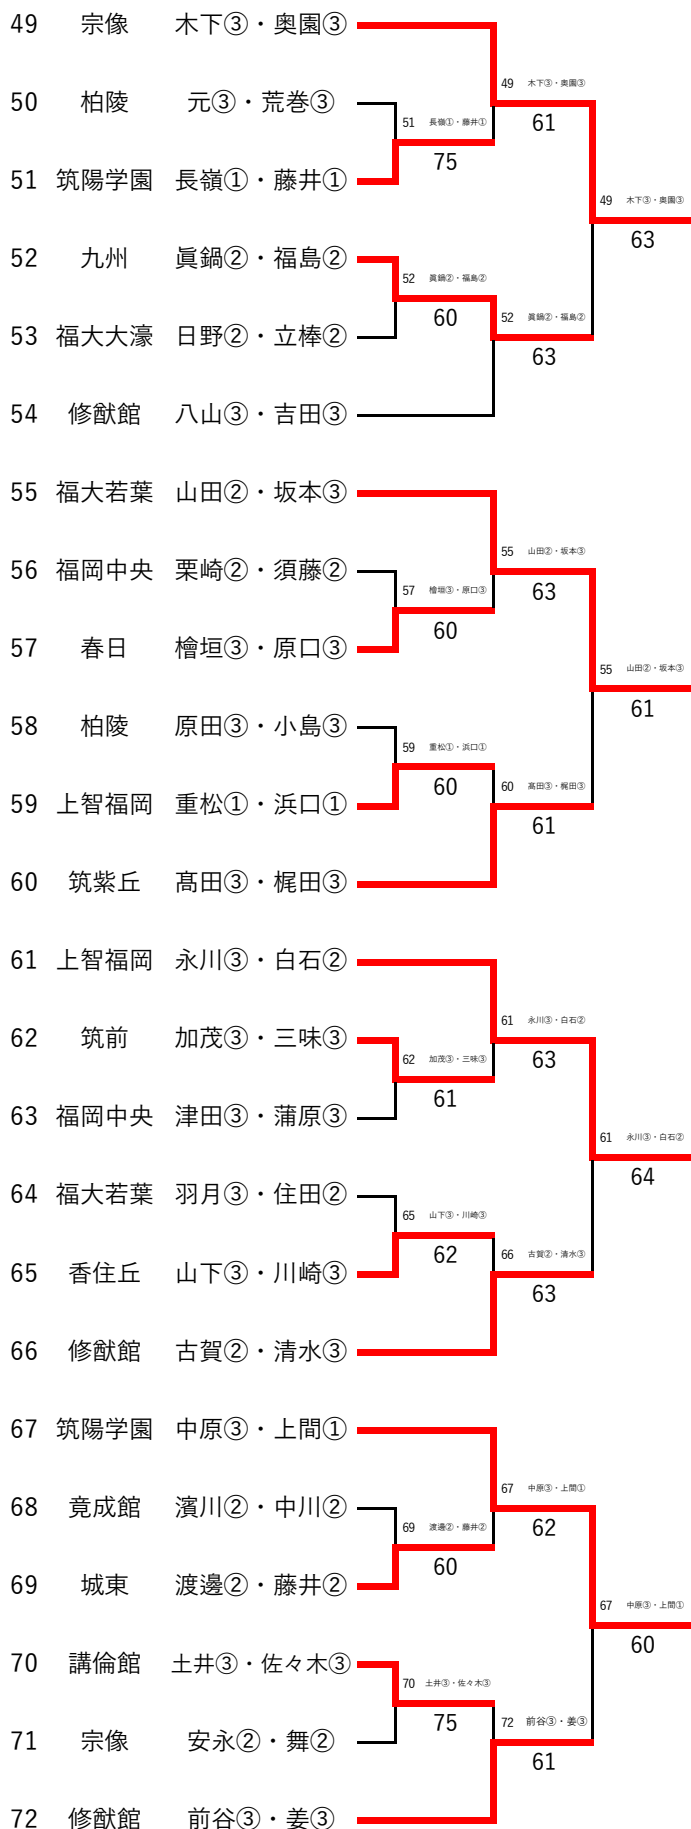 49 宗像 木下③・奥園③
49 木下③・奥園③
50 柏陵 元③・荒巻③
61
51 長嶺①・藤井①
75
51 筑陽学園 長嶺①・藤井①
49 木下③・奥園③
63
52 九州 眞鍋②・福島②
52 眞鍋②・福島②
60
52 眞鍋②・福島②
53 福大大濠 日野②・立棒②
63
54 修猷館 八山③・吉田③
55 福大若葉 山田②・坂本③
55 山田②・坂本③
56 福岡中央 栗崎②・須藤②
63
57 檜垣③・原口③
60
57 春日 檜垣③・原口③
55 山田②・坂本③
61
58 柏陵 原田③・小島③
59 重松①・浜口①
60
60 髙田③・梶田③
59 上智福岡 重松①・浜口①
61
60 筑紫丘 髙田③・梶田③
61 上智福岡 永川③・白石②
61 永川③・白石②
62 筑前 加茂③・三味③
63
62 加茂③・三味③
61
63 福岡中央 津田③・蒲原③
61 永川③・白石②
64
64 福大若葉 羽月③・住田②
65 山下③・川崎③
62
66 古賀②・清水③
65 香住丘 山下③・川崎③
63
66 修猷館 古賀②・清水③
67 筑陽学園 中原③・上間①
67 中原③・上間①
68 竟成館 濱川②・中川②
62
69 渡邊②・藤井②
60
69 城東 渡邊②・藤井②
67 中原③・上間①
60
70 講倫館 土井③・佐々木③
70 土井③・佐々木③
75
72 前谷③・姜③
71 宗像 安永②・舞②
61
72 修猷館 前谷③・姜③